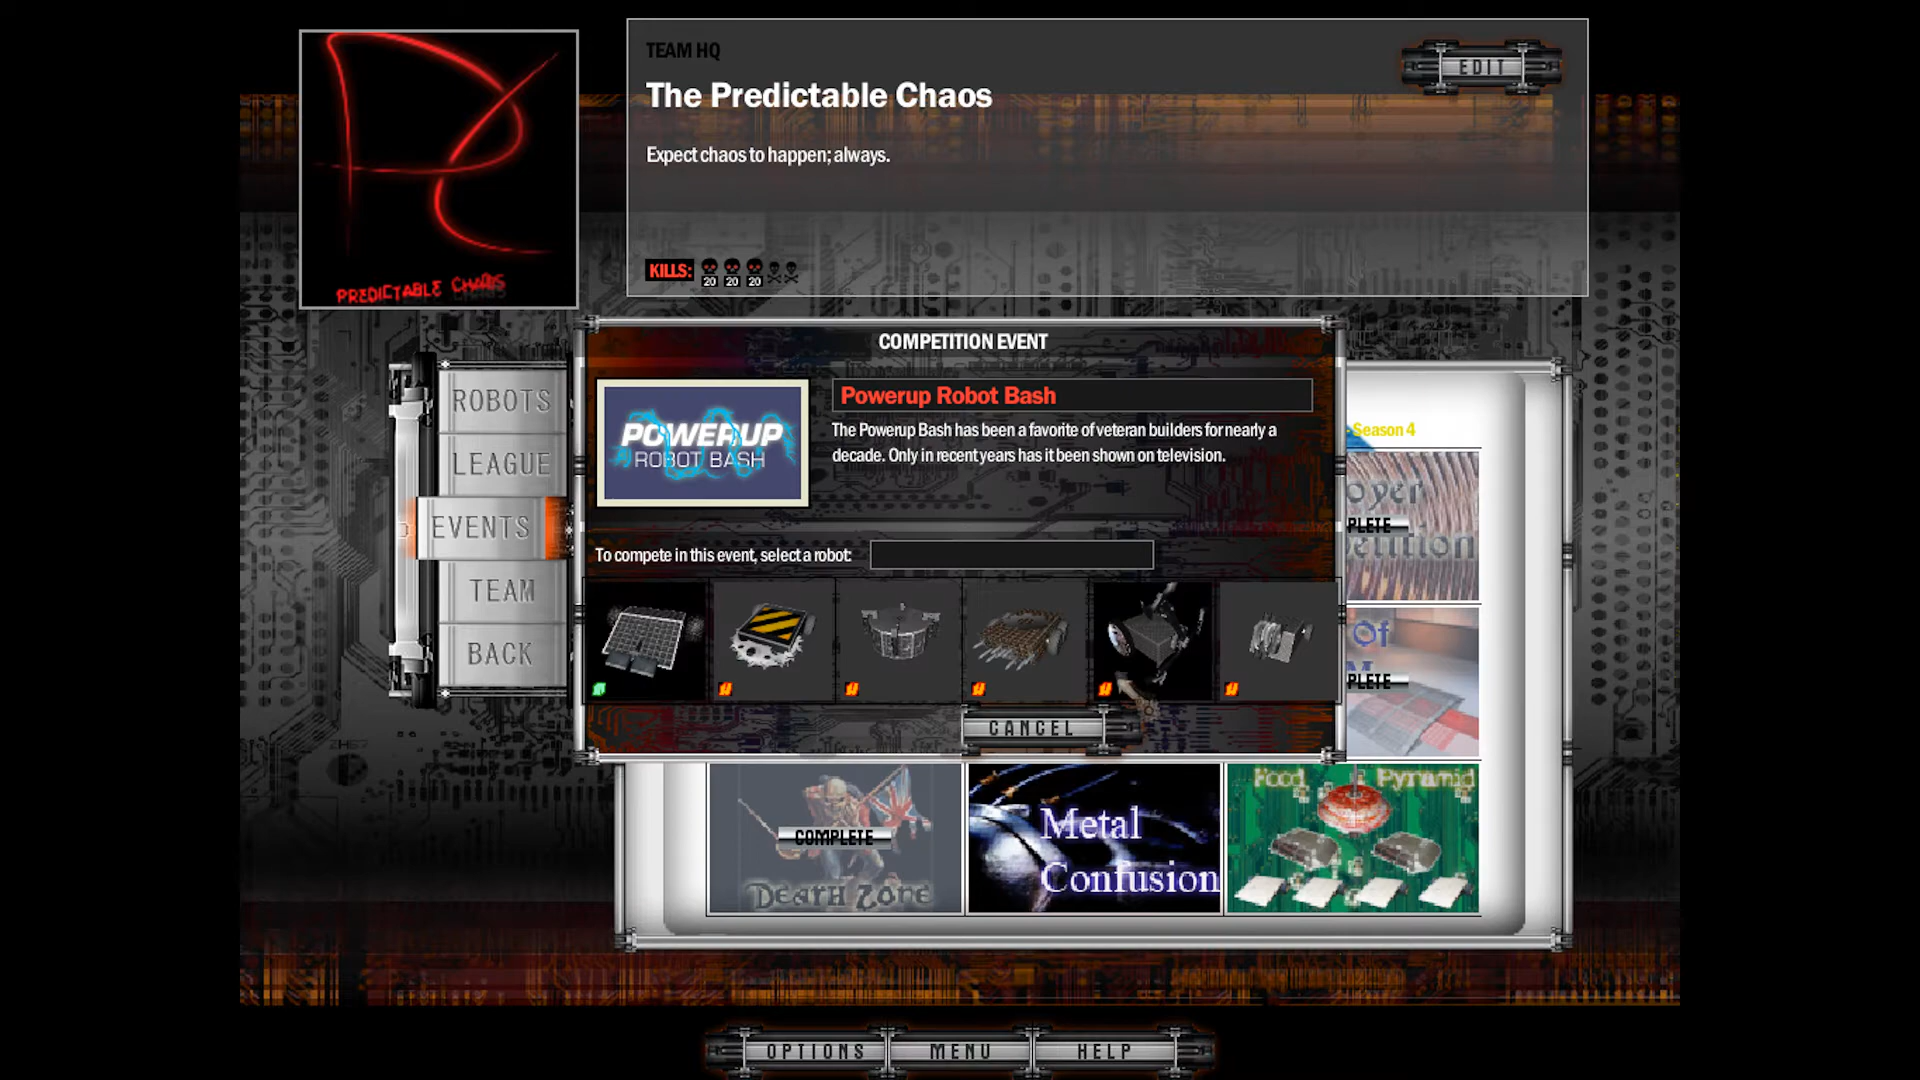 TEAM HQ
EDIT
The Predictable Chaos
Expect chaos to happen; always.
PREDICTABLE CHAOS
KILLS:
20 20 20
COMPETITION EVENT
POWERUP
ROBOT BASH
Powerup Robot Bash
The Powerup Bash has been a favorite of veteran builders for nearly a
decade. Only in recent years has it been shown on television.
To compete in this event, select a robot:
CANCEL
ROBOTS
LEAGUE
EVENTS
TEAM
BACK
Season 4
oyer
PLETE
petition
Of
PLETE
COMPLETE
DEATH ZONE
Metal
Confusion
Food Pyramid
OPTIONS MENU HELP